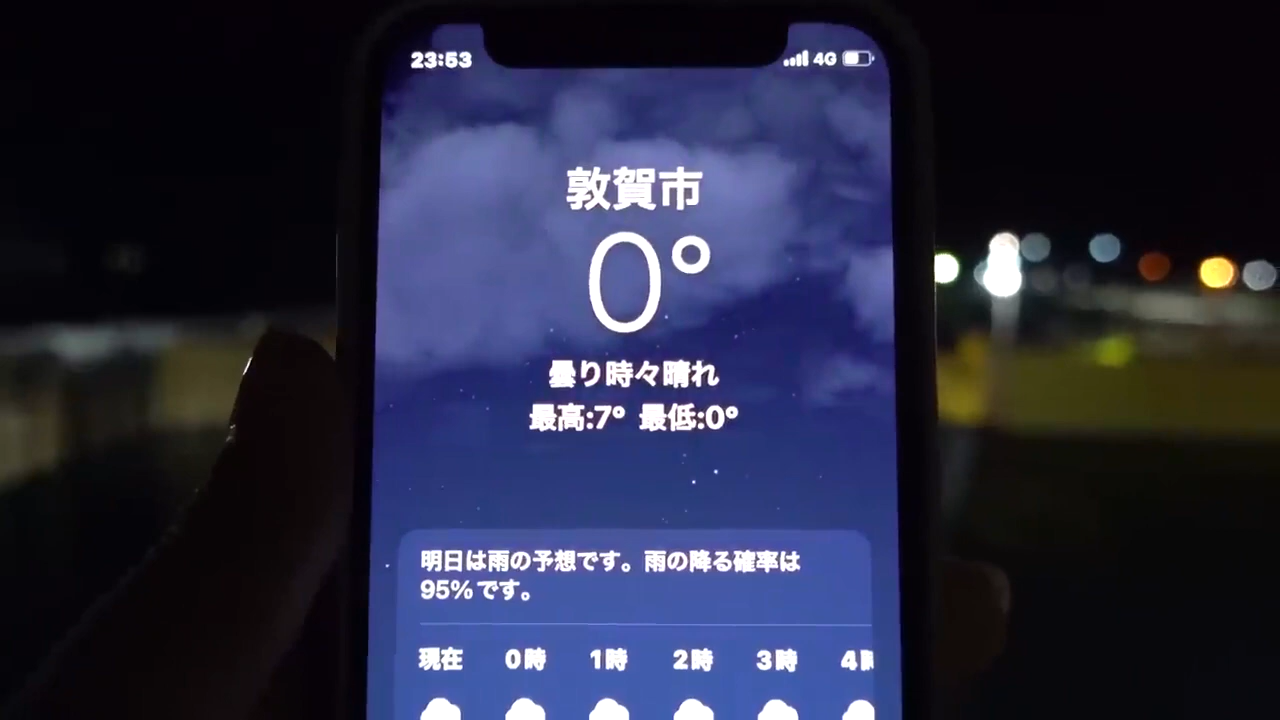 23:53 4G
敦賀市
0°
曇り時々晴れ
最高:7° 最低:0°
明日は雨の予想です。雨の降る確率は
95%です。
現在 0時 1時 2時 3時 4